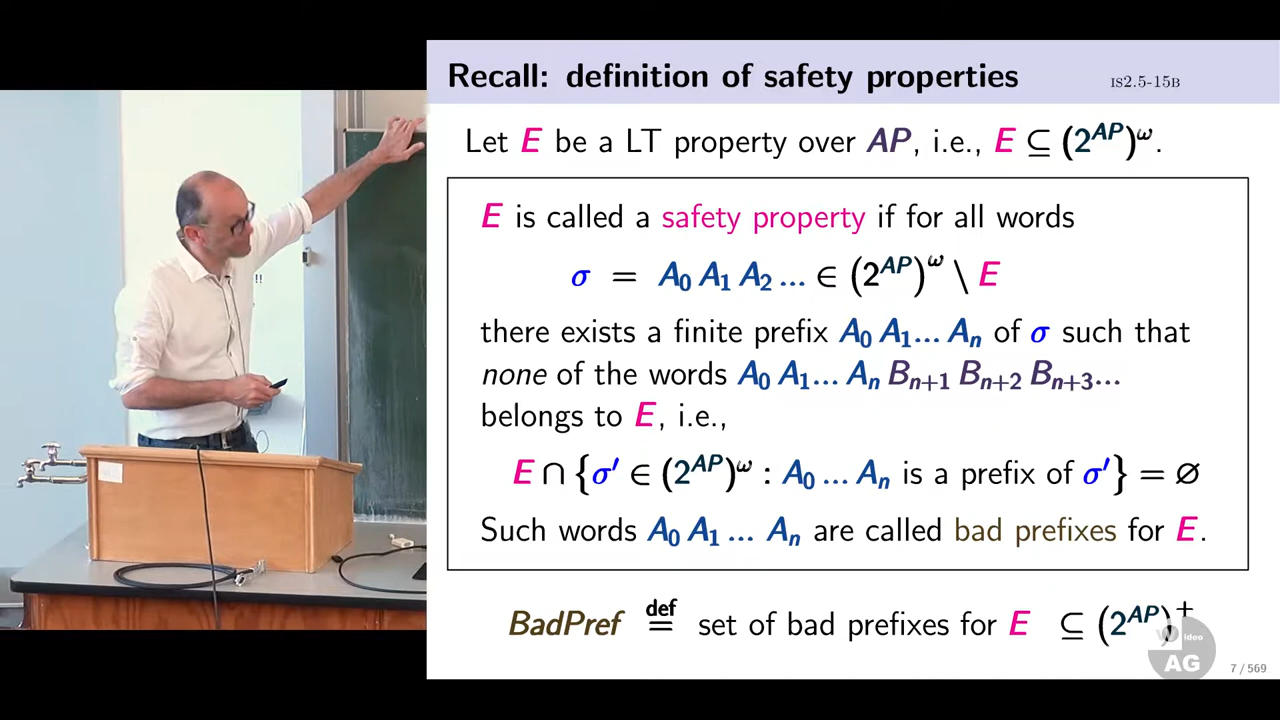 Recall: definition of safety properties IS2.5-15B
Let E be a LT property over AP, i.e., E ⊆ (2^AP)^ω.
E is called a safety property if for all words
σ = A₀ A₁ A₂ ... ∈ (2^AP)^ω \ E
there exists a finite prefix A₀ A₁... Aₙ of σ such that
none of the words A₀ A₁... Aₙ Bₙ₊₁ Bₙ₊₂ Bₙ₊₃...
belongs to E, i.e.,
E ∩ {σ′ ∈ (2^AP)^ω : A₀ ... Aₙ is a prefix of σ′} = ∅
Such words A₀ A₁ ... Aₙ are called bad prefixes for E.
BadPref def= set of bad prefixes for E ⊆ (2^AP)^+
ideo
AG
7 / 569
!!